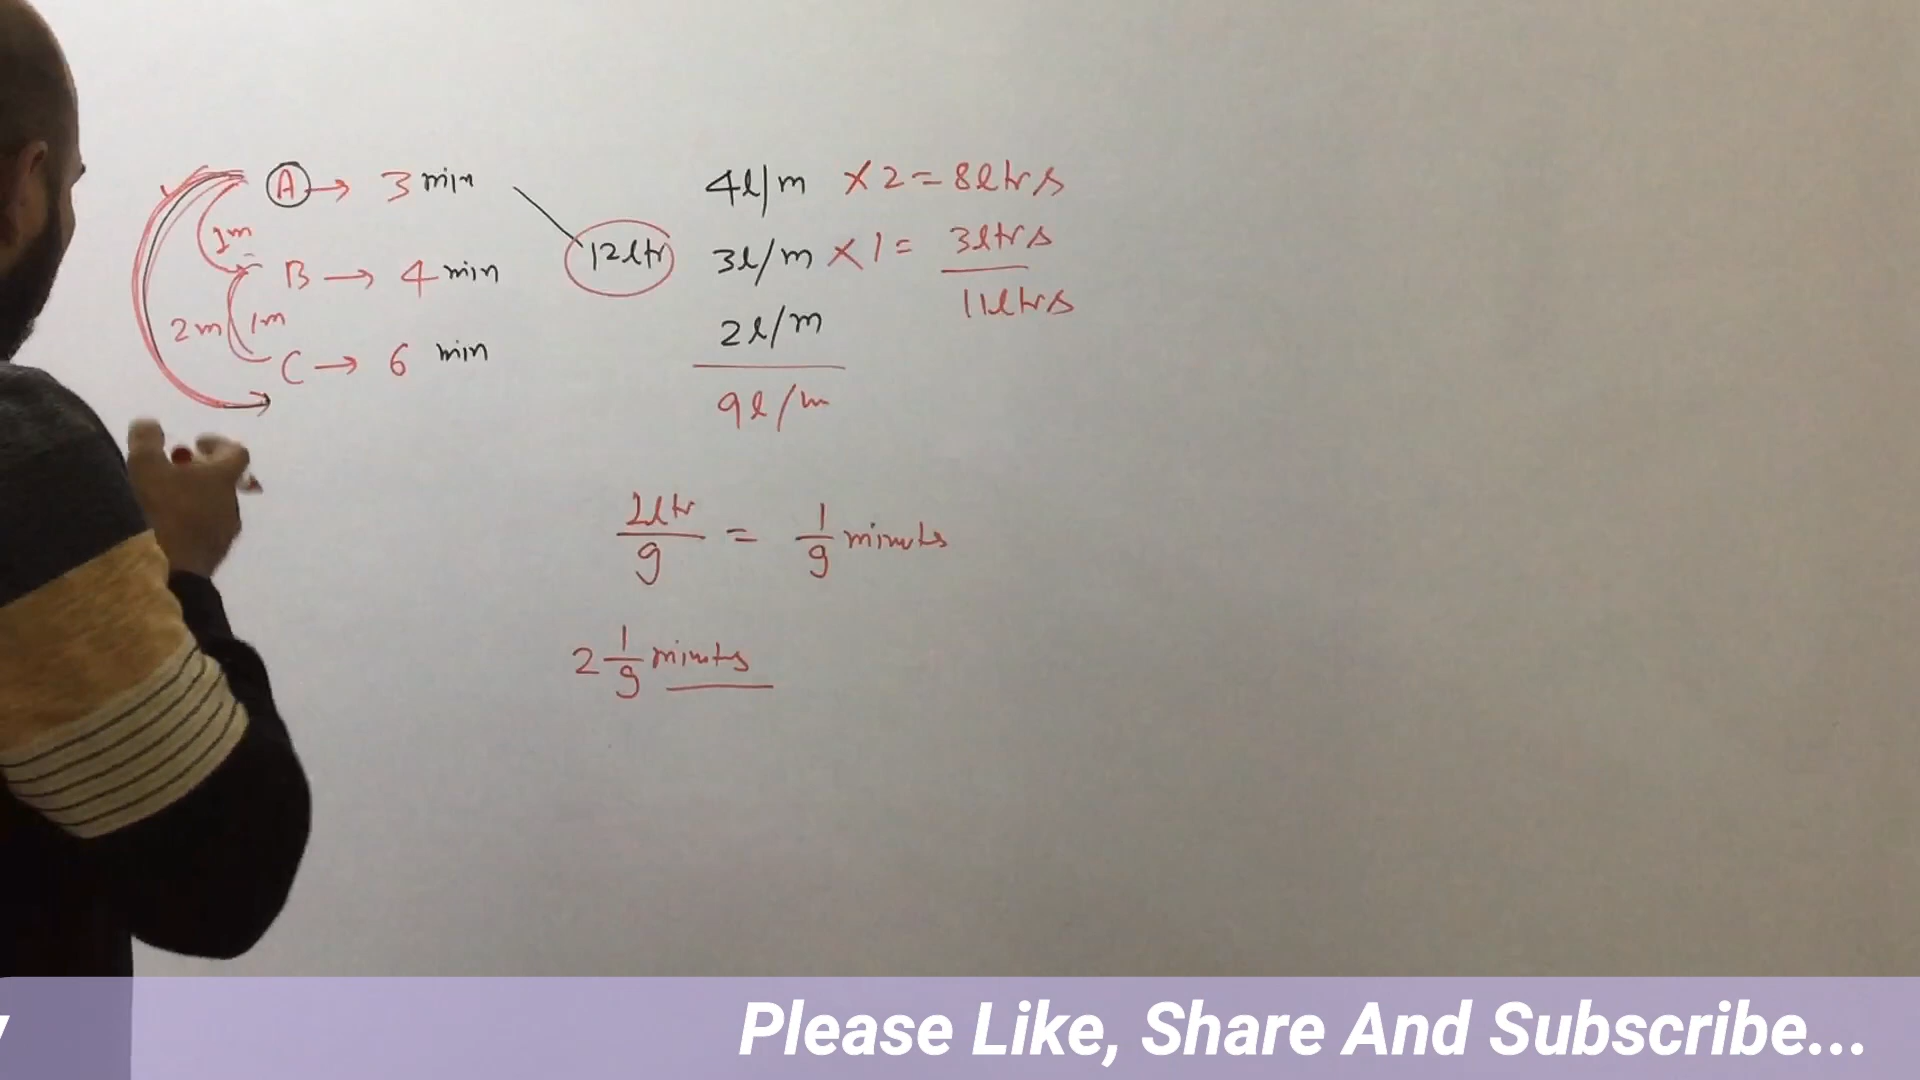 A → 3 min 4l/m × 2 = 8ltrs
1m
B → 4 min 12ltr 3l/m × 1 = 3ltrs
2m 1m 11ltrs
C → 6 min 2l/m
9l/m
1ltr/9 = 1/9 minuts
2 1/9 minuts
Please Like, Share And Subscribe...